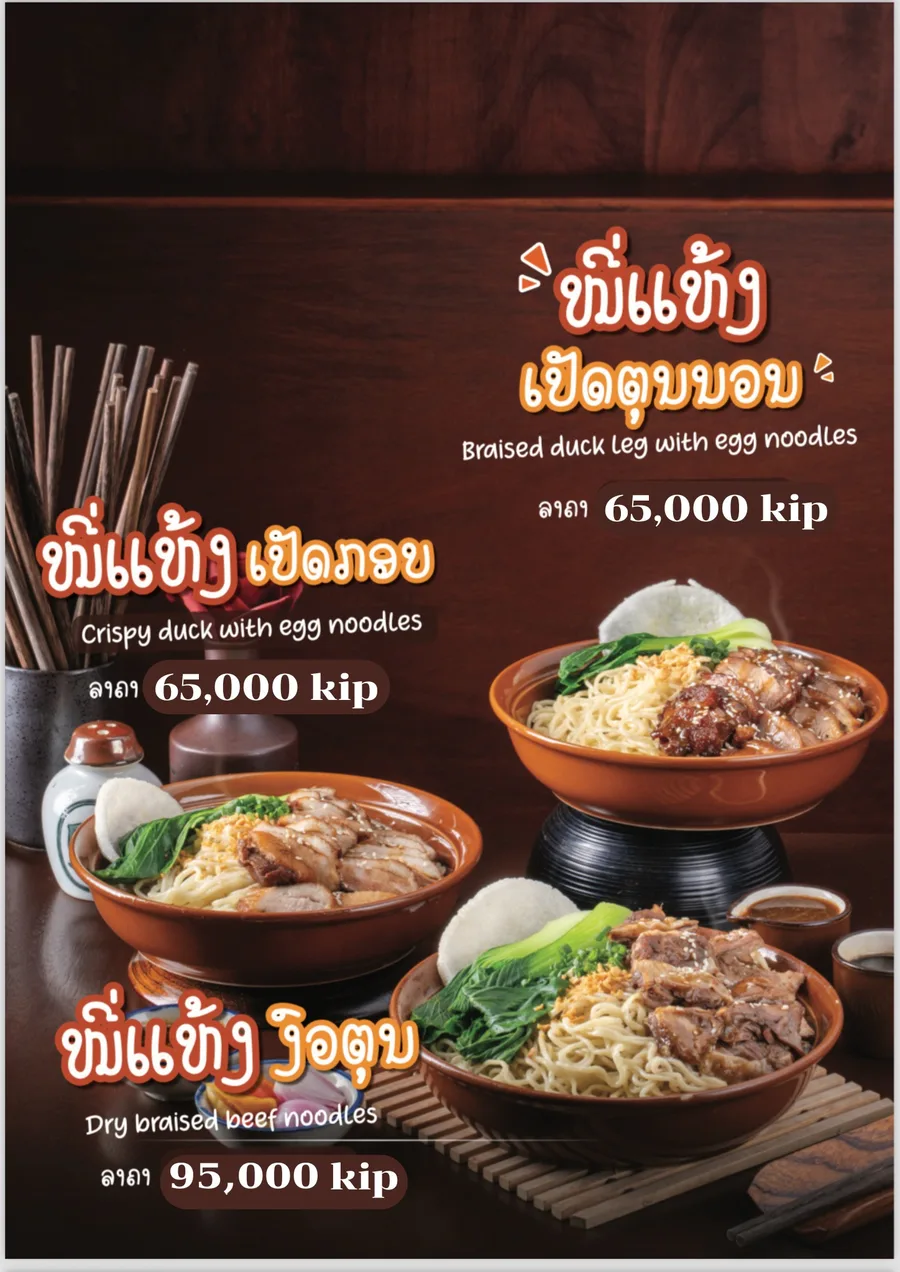 ໝີ່ແຫ້ງ
ເປັດຕຸນນອນ
Braised duck leg with egg noodles
ລາຄາ 65,000 kip
ໝີ່ແຫ້ງ ເປັດກອບ
Crispy duck with egg noodles
ລາຄາ 65,000 kip
ໝີ່ແຫ້ງ ງົວຕຸນ
Dry braised beef noodles
ລາຄາ 95,000 kip